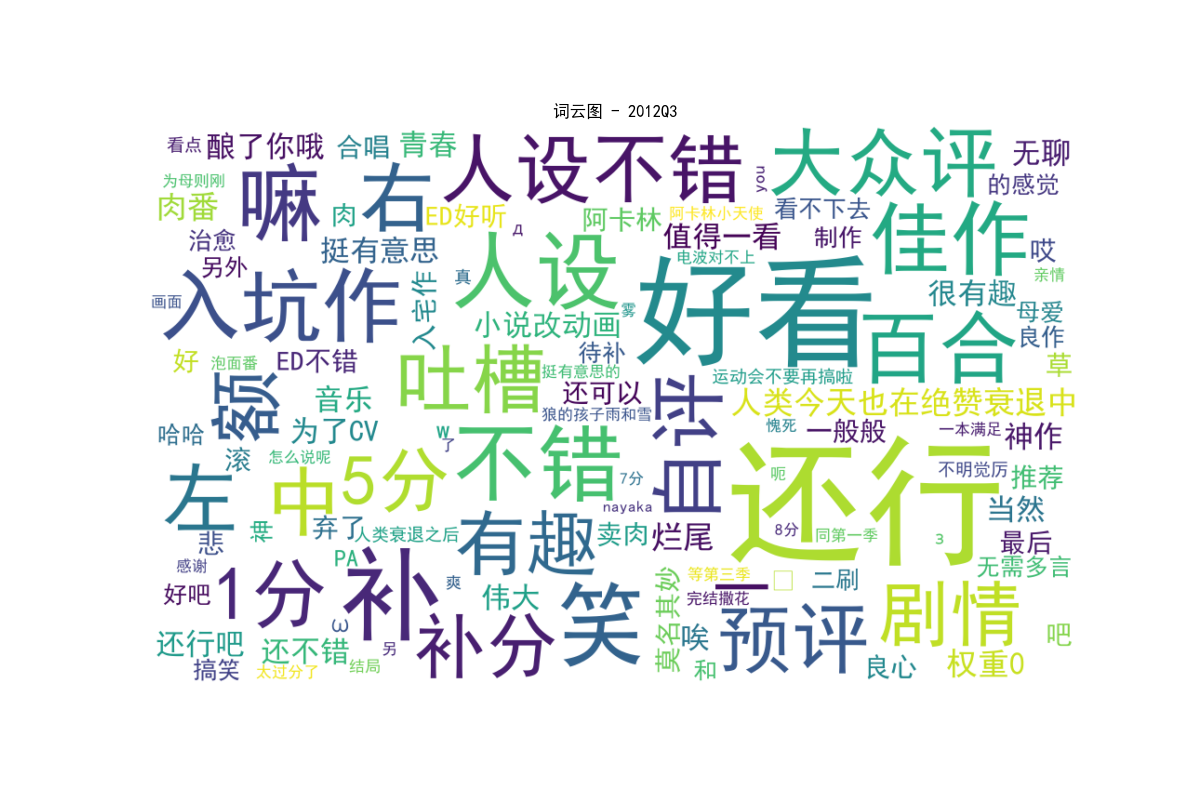 词云图 - 2012Q3
看点
酿了你哦
合唱
青春
人设不错
you
大众评
无聊
为母则刚
肉番
嘛
肉
右
ED好听
Д
阿卡林
阿卡林小天使
看不下去
的感觉
治愈
另外
挺有意思
人设
值得一看
制作
佳作
哎
画面
入坑作
入宅作
真
雾
电波对不上
好看
很有趣
亲情
母爱
小说改动画
百合
良作
好
泡面番
ED不错
吐槽
待补
挺有意思的
还可以
运动会不要再搞啦
草
额
音乐
为了CV
狼的孩子雨和雪
自评
人类今天也在绝赞衰退中
哈哈
滚
怎么说呢
w
了
不错
愧死
一般般
一本满足
神作
左
中
5分
7分
nayaka
还行
呃
不明觉厉
推荐
悲
神
弃了
人类衰退之后
有趣
卖肉
烂尾
8分
同第一季
3
当然
最后
感谢
PA
好吧
1分
补
爽
伟大
笑
莫名其妙
等第三季
完结撒花
一
二刷
无需多言
还行吧
ω
还不错
另
补分
唉
预评
剧情
吧
搞笑
太过分了
结局
和
良心
权重0